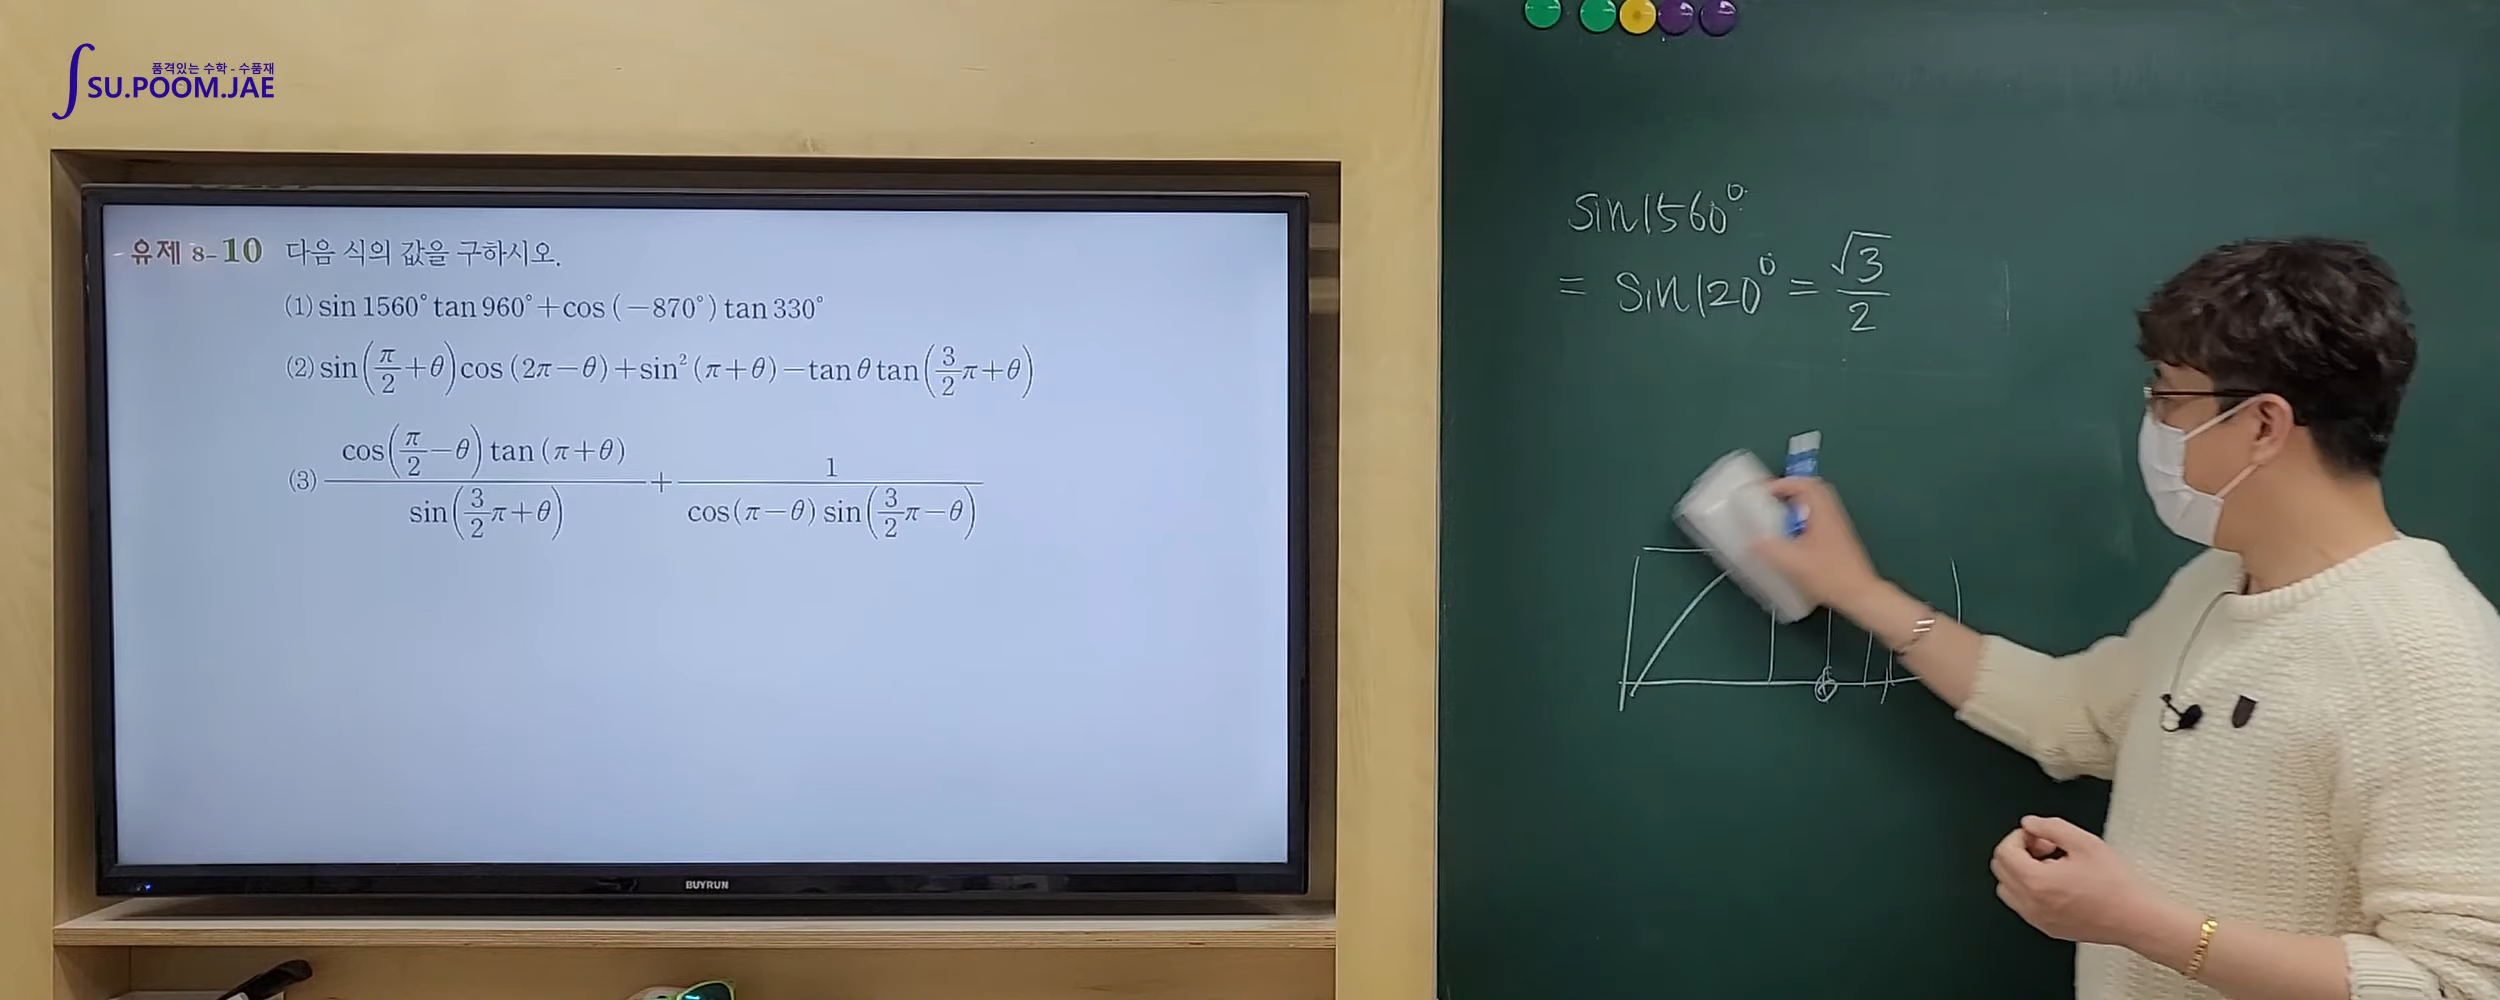 품격있는 수학 - 수품재
SU.POOM.JAE
유제 8-10 다음 식의 값을 구하시오.
(1) sin 1560° tan 960° + cos (-870°) tan 330°
(2) sin(π/2+θ)cos (2π-θ)+sin²(π+θ)-tan θ tan(3/2 π+θ)
(3) cos(π/2-θ) tan (π+θ) / sin(3/2 π+θ) + 1 / cos(π-θ) sin(3/2 π-θ)
BUYRUN
sin1560°
= sin120° = √3/2